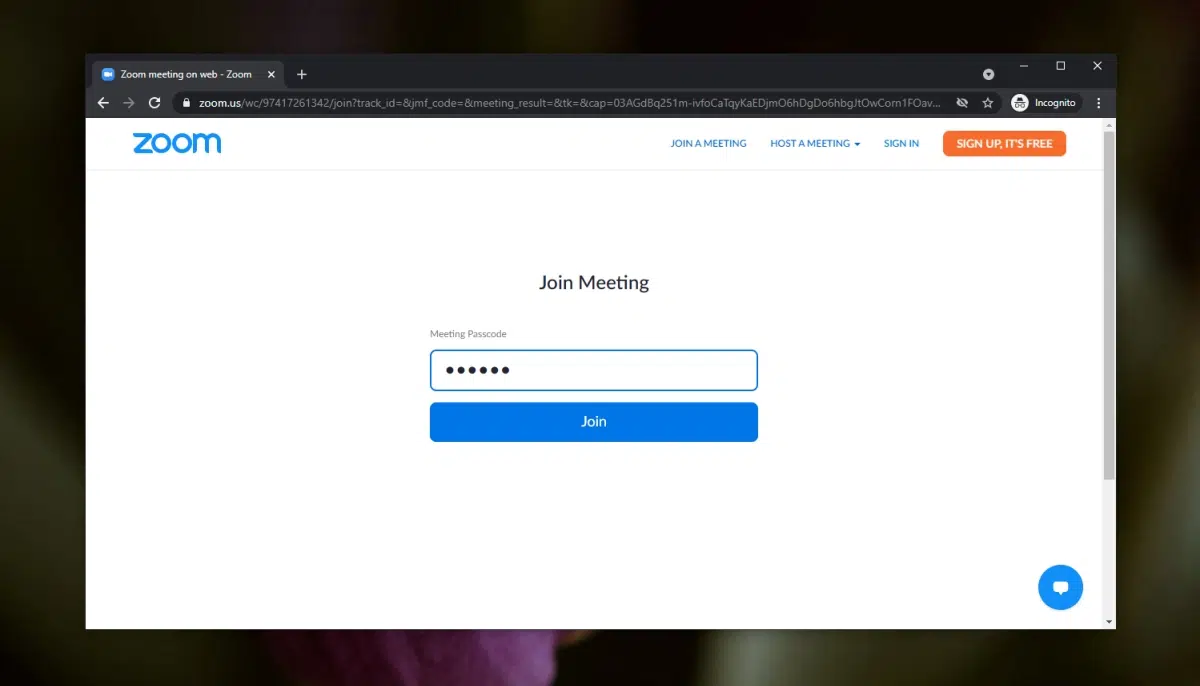 Zoom meeting on web - Zoom
zoom.us/wc/97417261342/join?track_id=&jmf_code=&meeting_result=&tk=&cap=03AGdBq251m-ivfoCaTqyKaEDjmO6hDgDo6hbgJtOwCorn1FOav...
Incognito
zoom
JOIN A MEETING
HOST A MEETING
SIGN IN
SIGN UP, IT'S FREE
Join Meeting
Meeting Passcode
Join